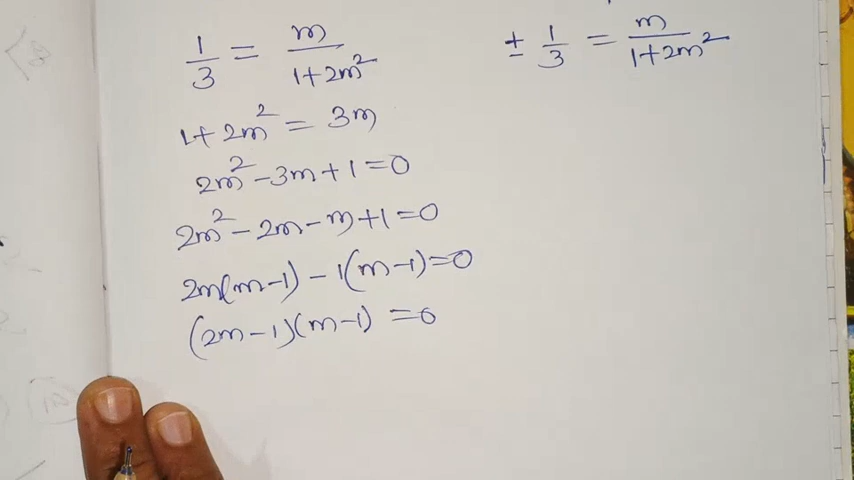 1/3 = m/(1+2m²)
± 1/3 = m/(1+2m²)
1+2m² = 3m
2m² - 3m + 1 = 0
2m² - 2m - m + 1 = 0
2m(m-1) - 1(m-1) = 0
(2m-1)(m-1) = 0